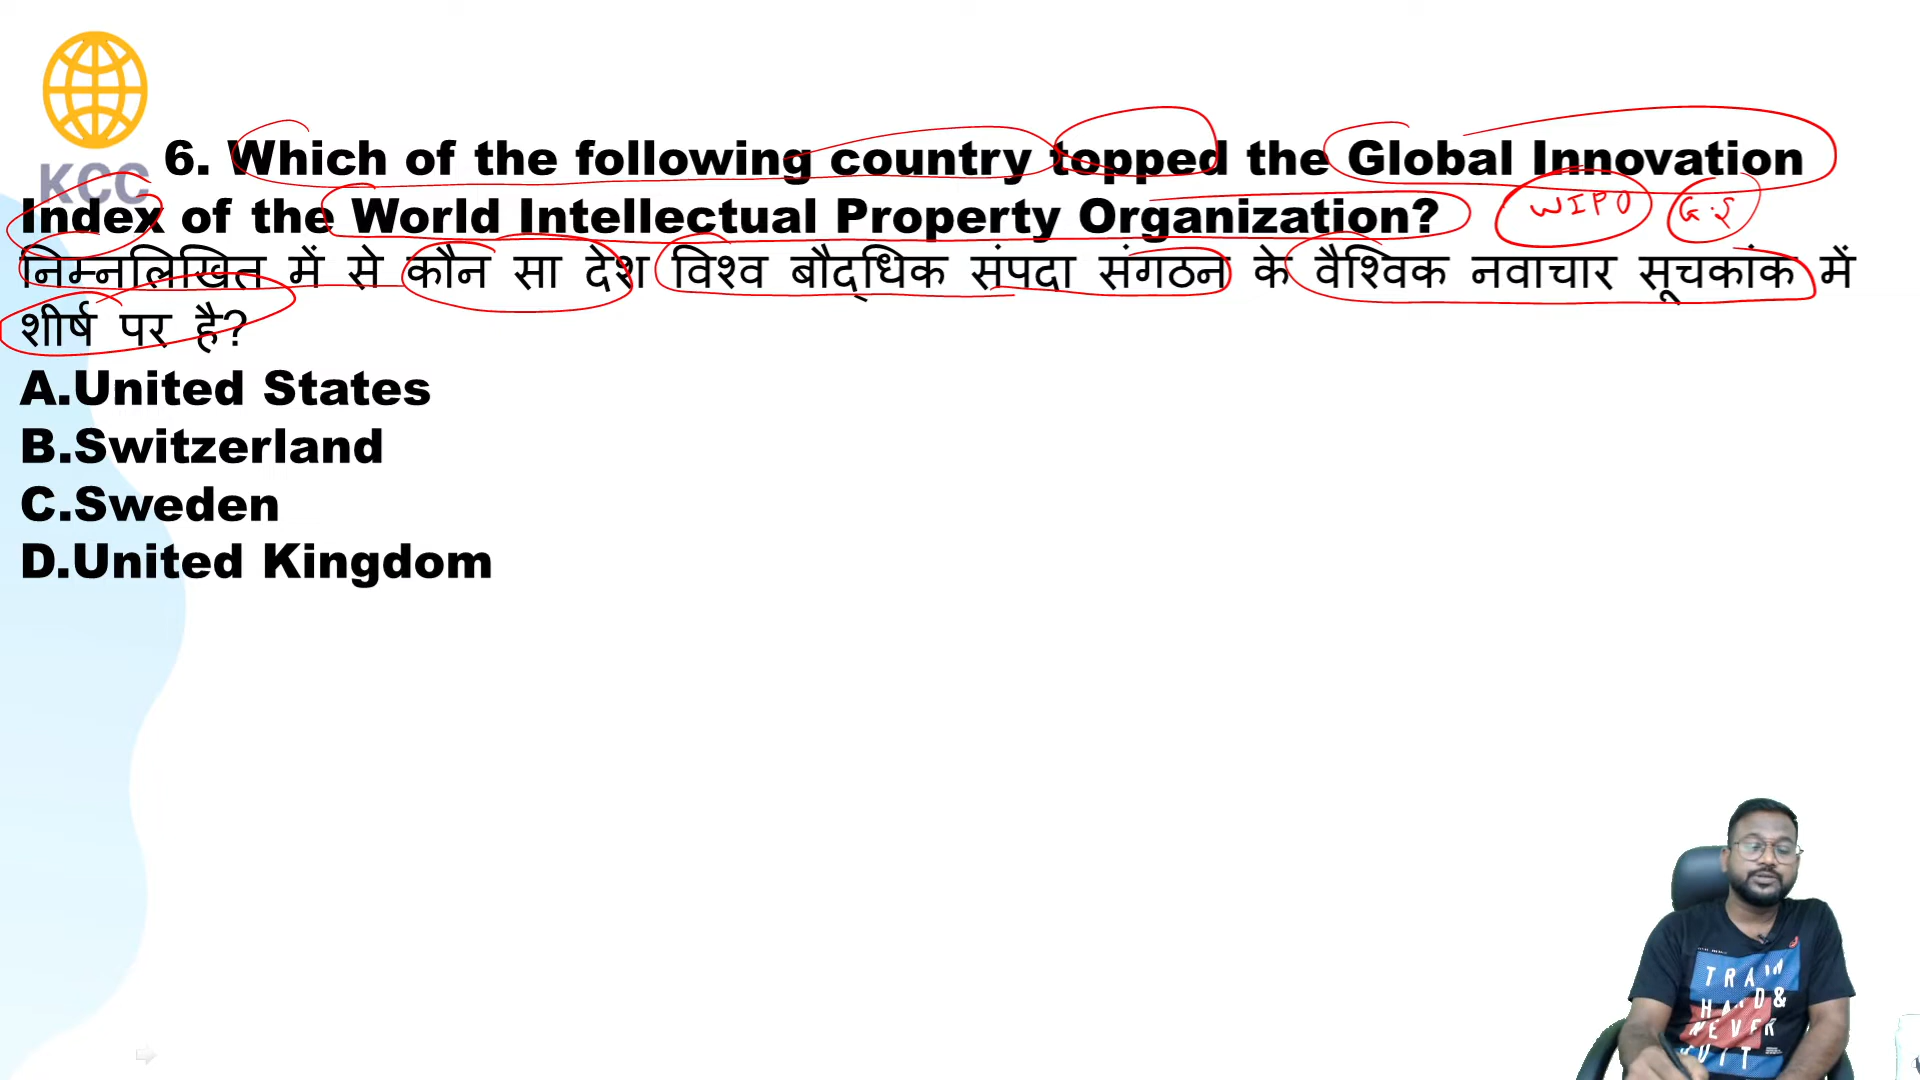 KCC
6. Which of the following country topped the Global Innovation
Index of the World Intellectual Property Organization? WIPO
निम्नलिखित में से कौन सा देश विश्व बौद्धिक संपदा संगठन के वैश्विक नवाचार सूचकांक में
शीर्ष पर है?
A.United States
B.Switzerland
C.Sweden
D.United Kingdom
TRAIN
HARD&
NEVER
QUIT